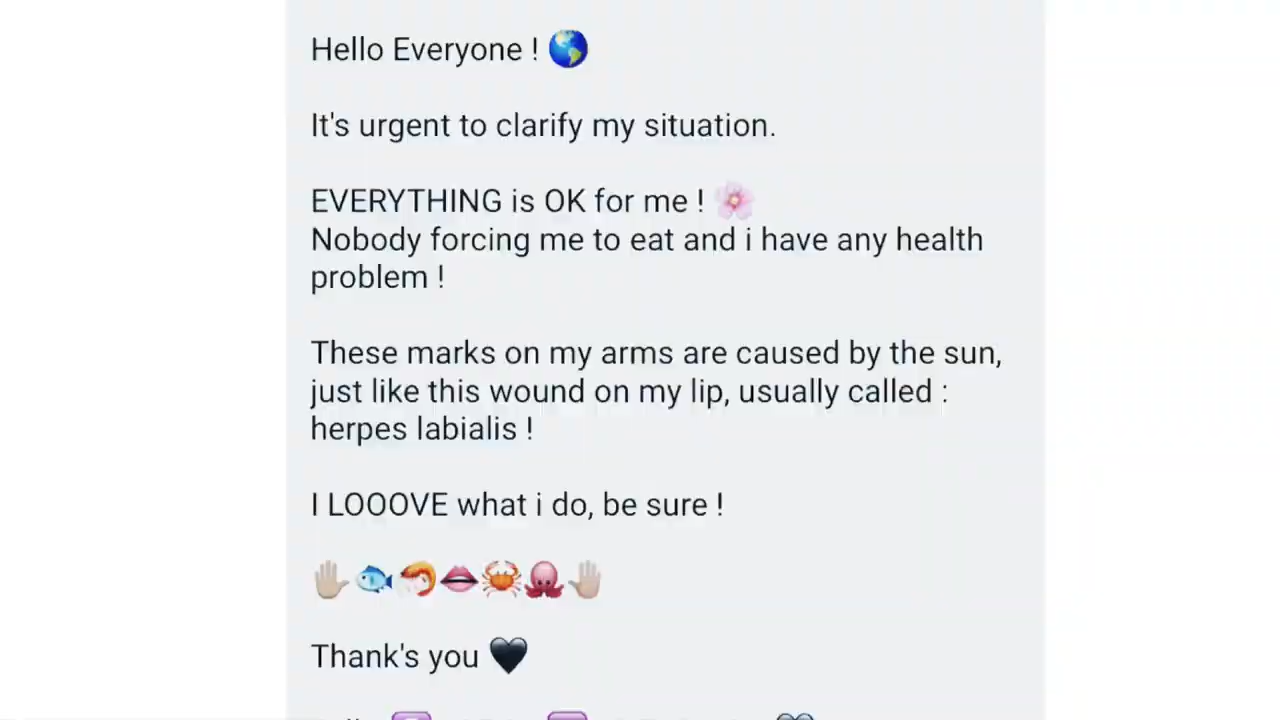 Hello Everyone ! 🌎
It's urgent to clarify my situation.
EVERYTHING is OK for me ! 🌸
Nobody forcing me to eat and i have any health
problem !
These marks on my arms are caused by the sun,
just like this wound on my lip, usually called :
herpes labialis !
I LOOOVE what i do, be sure !
🤚🏼🐟🦐👄🦀🐙🤚🏼
Thank's you 🖤